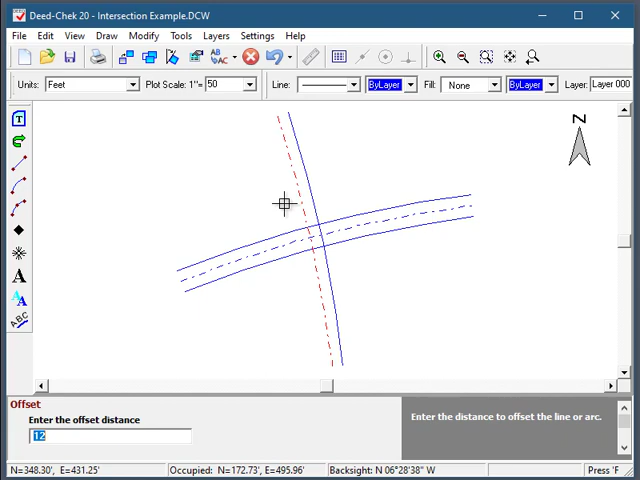 Deed-Chek 20 - Intersection Example.DCW
File Edit View Draw Modify Tools Layers Settings Help
Units: Feet Plot Scale: 1"= 50 Line: ByLayer Fill: None ByLayer Layer: Layer 000
N
T
A
AA
ABC
Offset
Enter the offset distance
12
Enter the distance to offset the line or arc.
N=348.30', E=431.25' Occupied: N=172.73', E=495.96' Backsight: N 06°28'38" W Press 'F